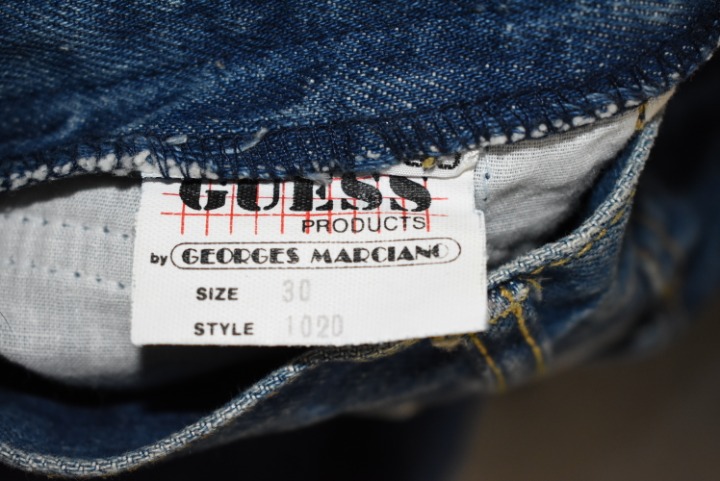 GUESS
PRODUCTS
by GEORGES MARCIANO
SIZE 30
STYLE 1020